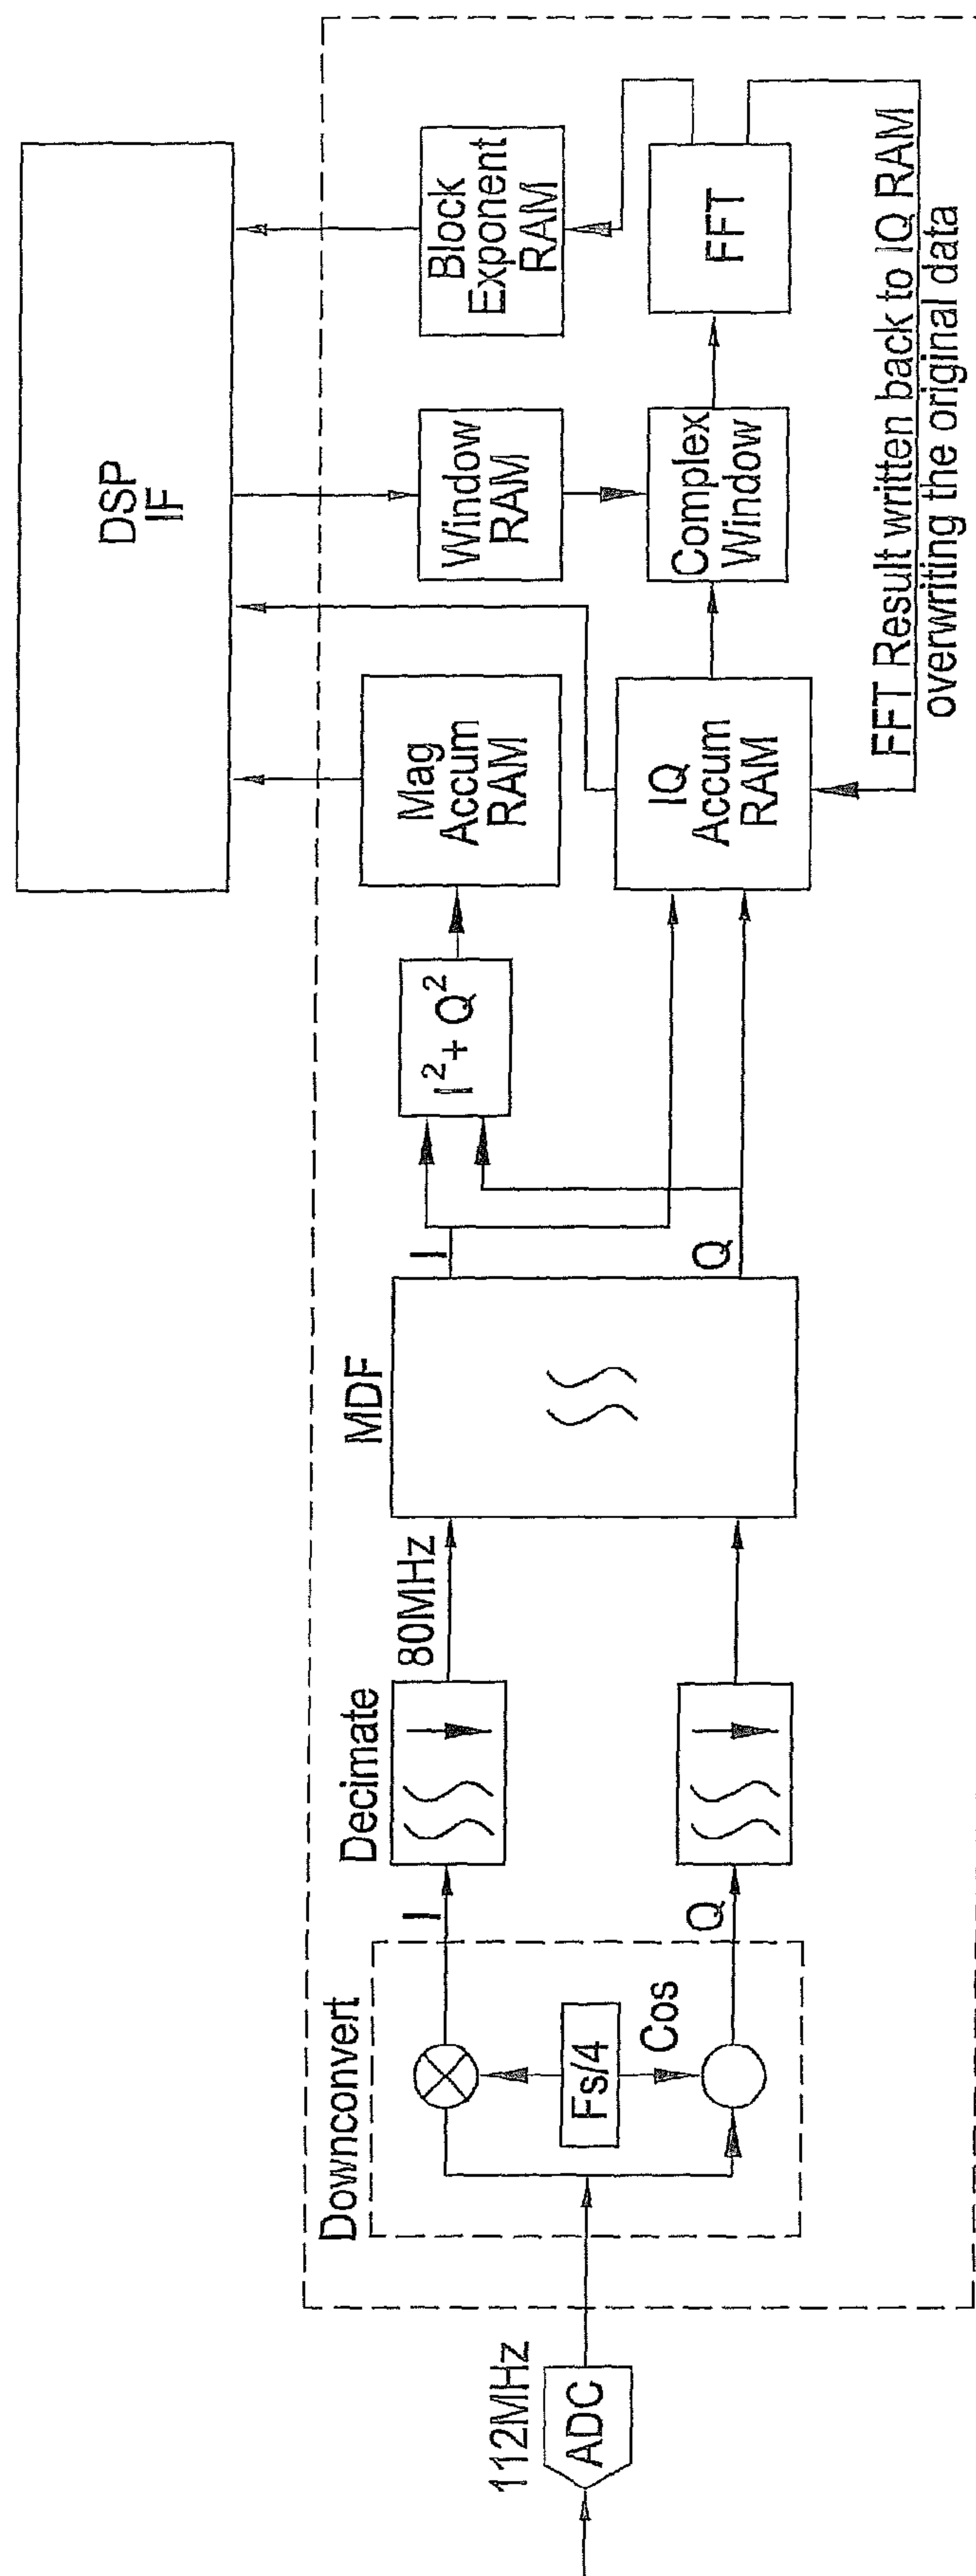 112MHz
ADC
Downconvert
Fs/4
Cos
I
Q
Decimate
80MHz
MDF
I
Q
I² + Q²
Mag
Accum
RAM
IQ
Accum
RAM
DSP
IF
Window
RAM
Complex
Window
Block
Exponent
RAM
FFT
FFT Result written back to IQ RAM
overwriting the original data